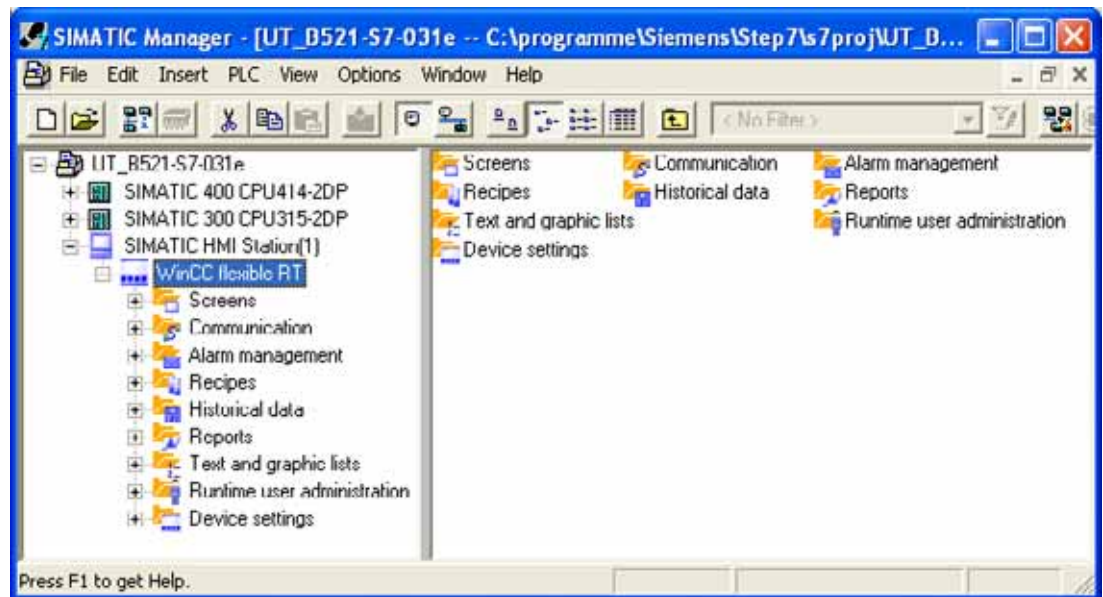 SIMATIC Manager - [UT_B521-S7-031e -- C:\programme\Siemens\Step7\s7proj\UT_B...
File Edit Insert PLC View Options Window Help
< No Filter >
UT_B521-S7-031e
SIMATIC 400 CPU414-2DP
SIMATIC 300 CPU315-2DP
SIMATIC HMI Station(1)
WinCC flexible RT
Screens
Communication
Alarm management
Recipes
Historical data
Reports
Text and graphic lists
Runtime user administration
Device settings
Screens Communication Alarm management
Recipes Historical data Reports
Text and graphic lists Runtime user administration
Device settings
Press F1 to get Help.